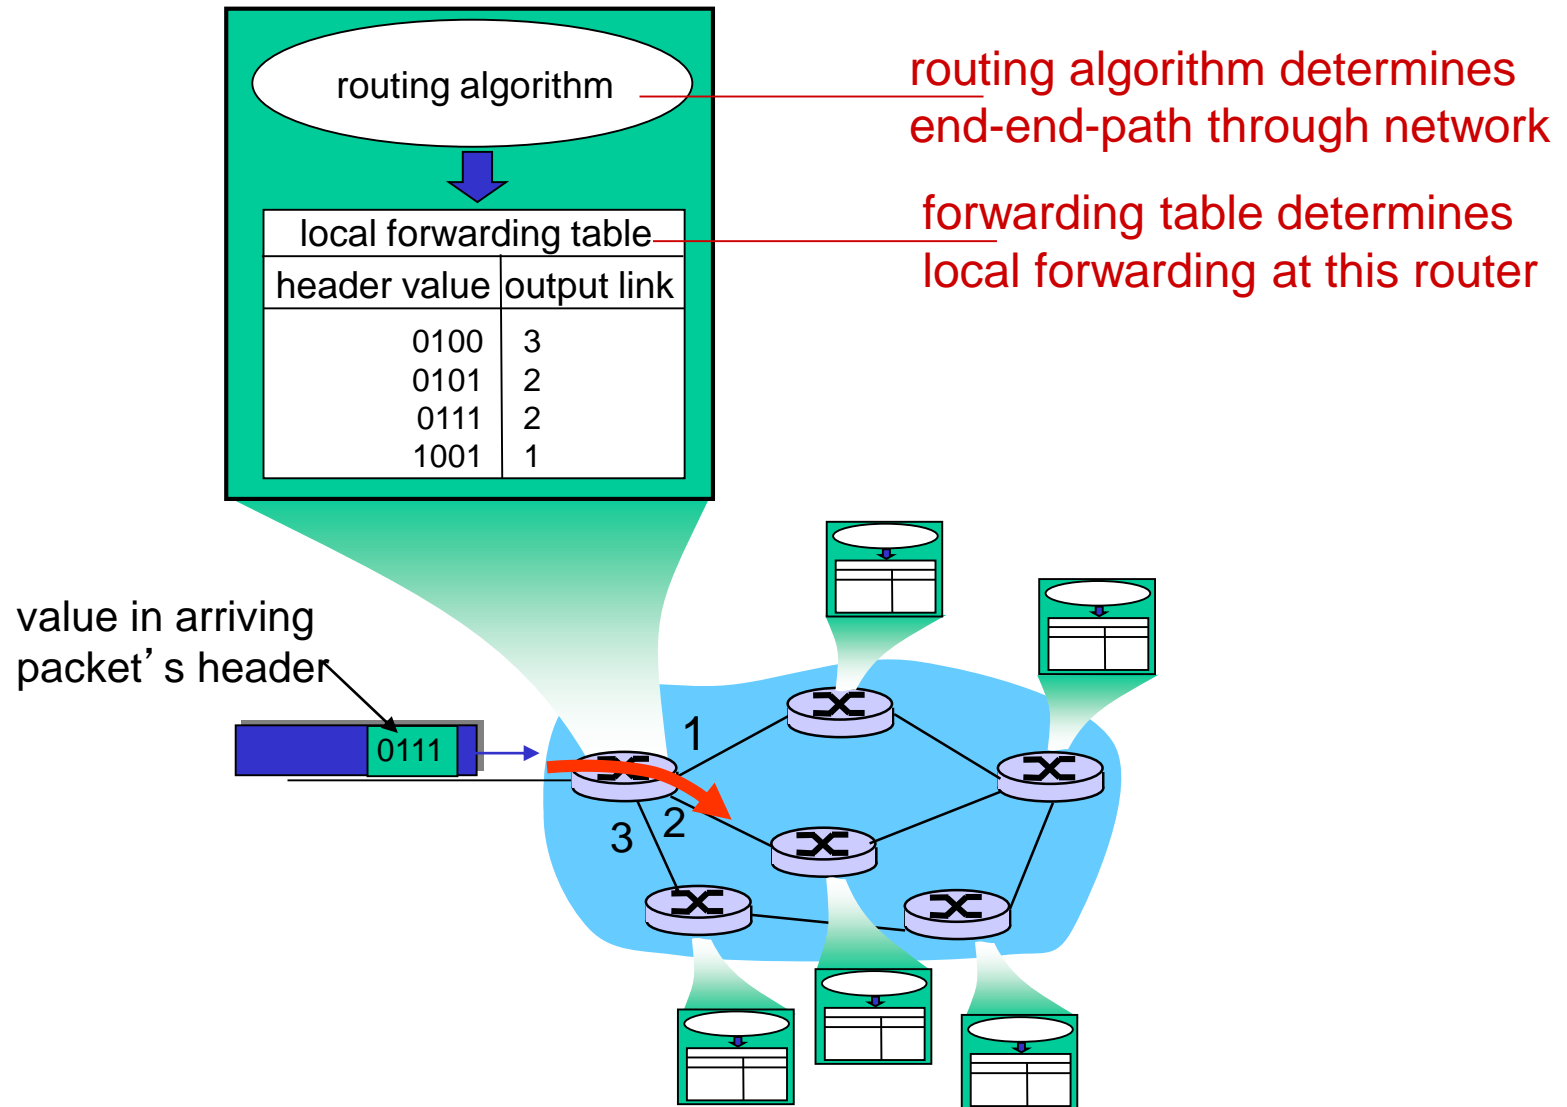 routing algorithm
routing algorithm determines
end-end-path through network
forwarding table determines
local forwarding at this router
local forwarding table
header value output link
0100 3
0101 2
0111 2
1001 1
value in arriving
packet’s header
0111
1
2
3